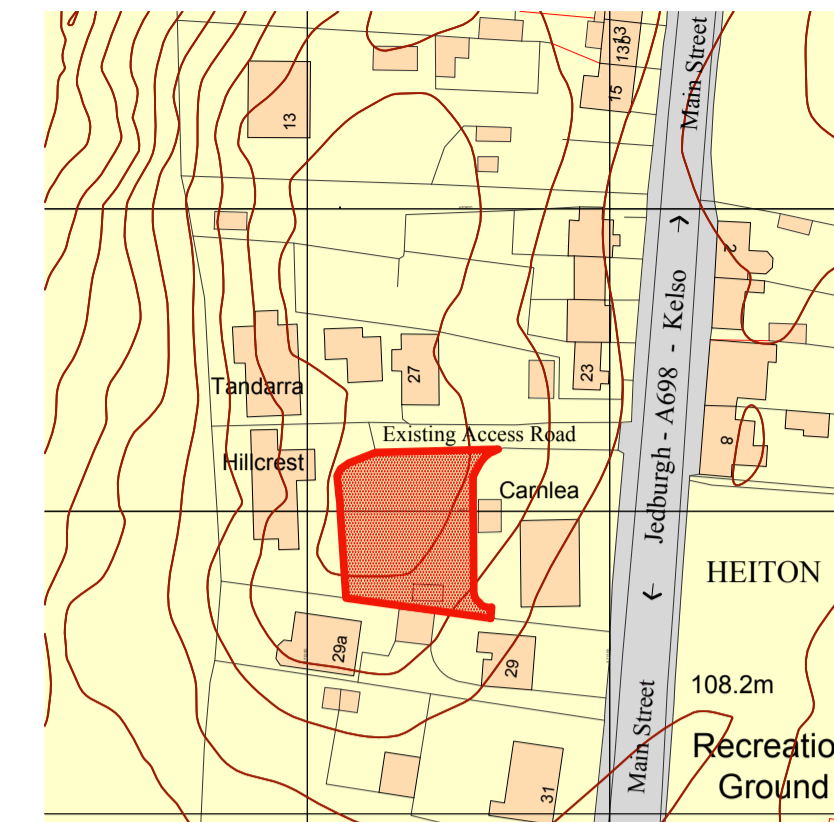 13
13b
15
Main Street
13
2
Jedburgh - A698 - Kelso
27
23
Tandarra
Existing Access Road
8
Hillcrest
Carnlea
HEITON
29a
29
108.2m
Main Street
Recreatio
Ground
31